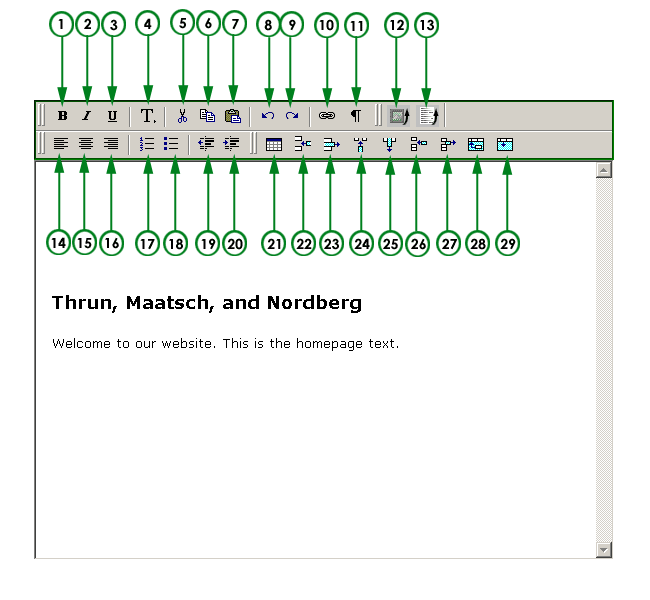 1 2 3 4 5 6 7 8 9 10 11 12 13
B I U T ¶
14 15 16 17 18 19 20 21 22 23 24 25 26 27 28 29
Thrun, Maatsch, and Nordberg
Welcome to our website. This is the homepage text.